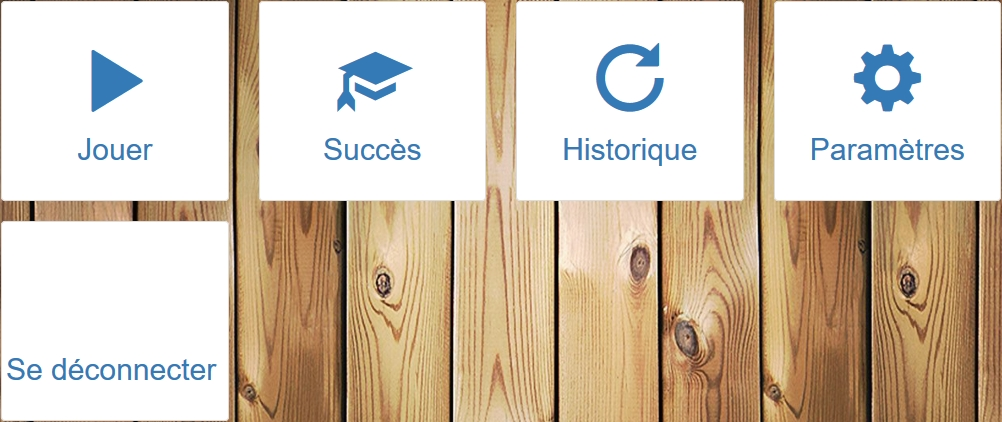 Jouer
Succès
Historique
Paramètres
Se déconnecter